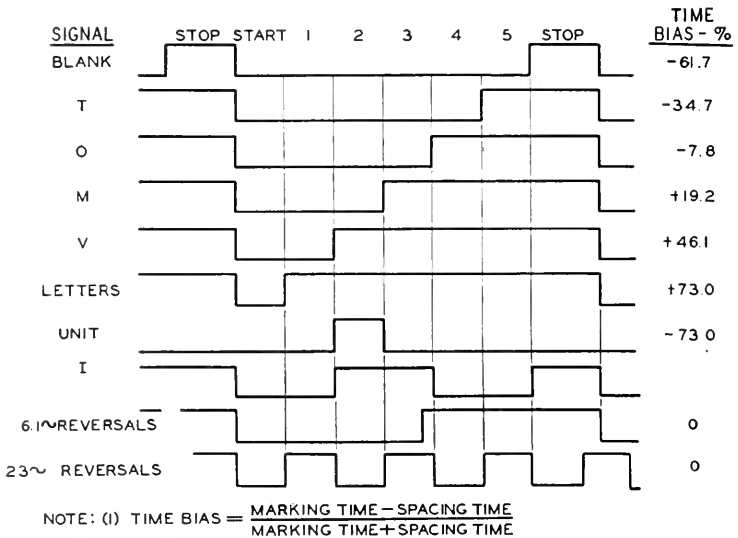 TIME
SIGNAL STOP START 1 2 3 4 5 STOP BIAS - %
BLANK -61.7
T -34.7
O -7.8
M +19.2
V +46.1
LETTERS +73.0
UNIT -73.0
I
6.1~REVERSALS 0
23~ REVERSALS 0
NOTE: (1) TIME BIAS = MARKING TIME - SPACING TIME
MARKING TIME + SPACING TIME